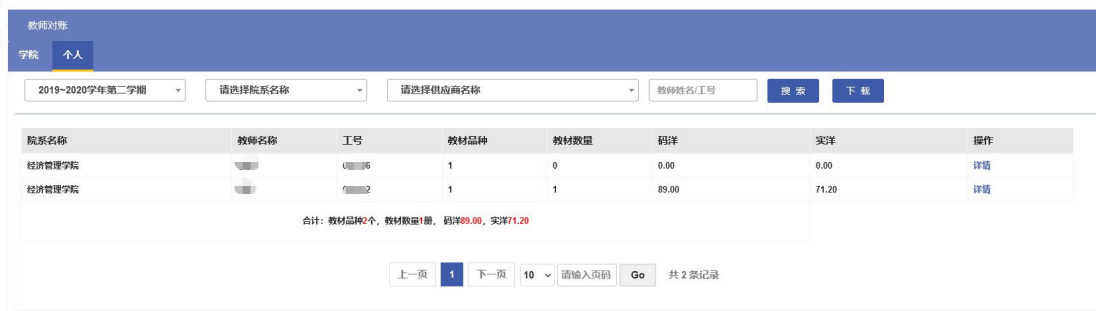 教师对账
学院 个人
2019~2020学年第二学期 请选择院系名称 请选择供应商名称 教师姓名/工号 搜索 下载
院系名称 教师名称 工号 教材品种 教材数量 码洋 实洋 操作
经济管理学院 1 0 0.00 0.00 详情
经济管理学院 1 1 89.00 71.20 详情
合计：教材品种2个，教材数量1册， 码洋89.00，实洋71.20
上一页 1 下一页 10 请输入页码 Go 共 2 条记录